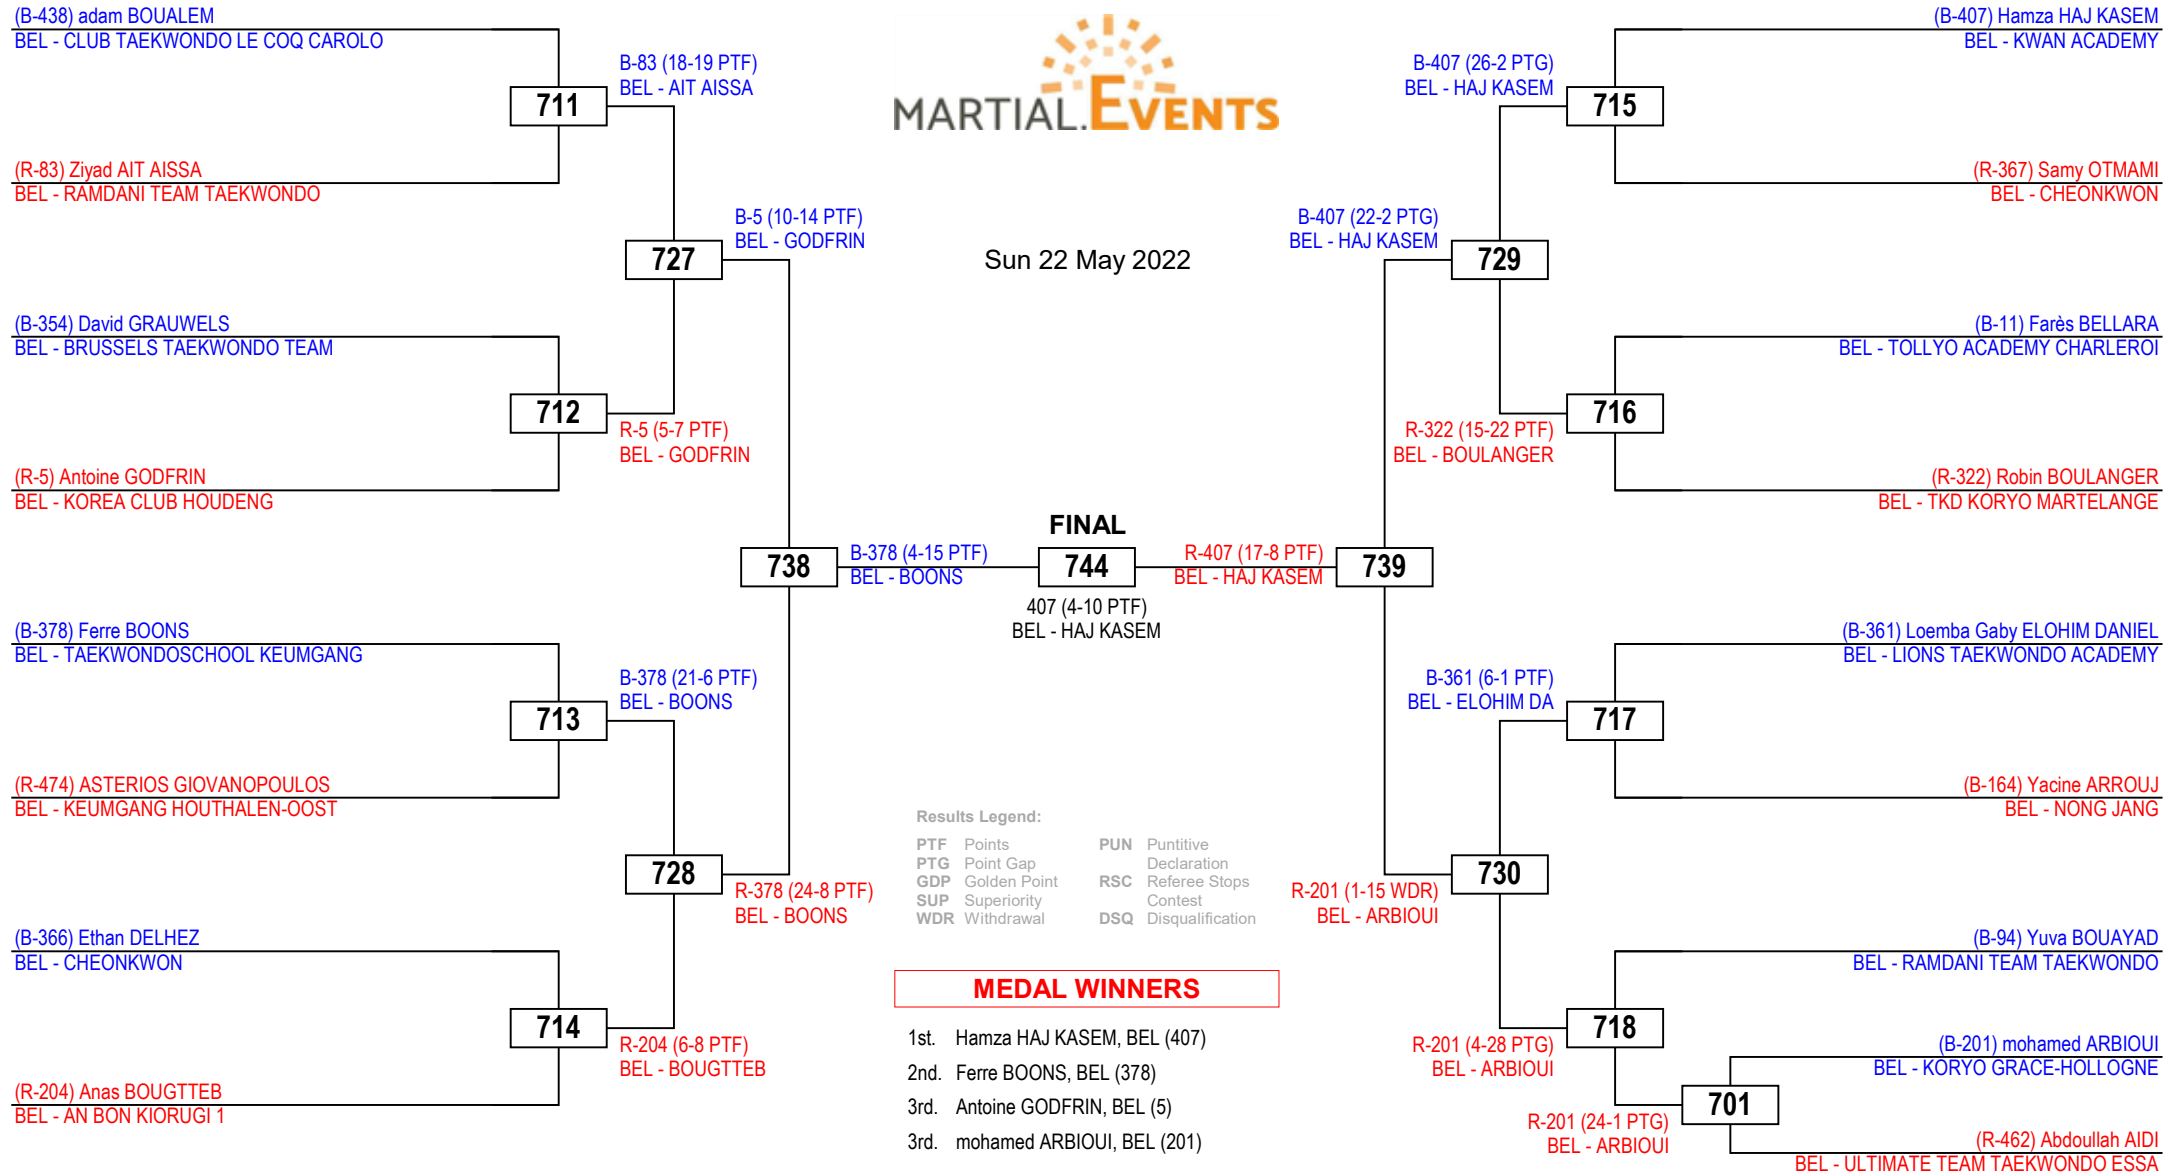 (B-438) adam BOUALEM
BEL - CLUB TAEKWONDO LE COQ CAROLO
B-83 (18-19 PTF)
BEL - AIT AISSA
711
(R-83) Ziyad AIT AISSA
BEL - RAMDANI TEAM TAEKWONDO
B-5 (10-14 PTF)
BEL - GODFRIN
727
(B-354) David GRAUWELS
BEL - BRUSSELS TAEKWONDO TEAM
712
R-5 (5-7 PTF)
BEL - GODFRIN
(R-5) Antoine GODFRIN
BEL - KOREA CLUB HOUDENG
738
B-378 (4-15 PTF)
BEL - BOONS
(B-378) Ferre BOONS
BEL - TAEKWONDOSCHOOL KEUMGANG
B-378 (21-6 PTF)
BEL - BOONS
713
(R-474) ASTERIOS GIOVANOPOULOS
BEL - KEUMGANG HOUTHALEN-OOST
728
R-378 (24-8 PTF)
BEL - BOONS
(B-366) Ethan DELHEZ
BEL - CHEONKWON
714
R-204 (6-8 PTF)
BEL - BOUGTTEB
(R-204) Anas BOUGTTEB
BEL - AN BON KIORUGI 1
MARTIAL.EVENTS
Sun 22 May 2022
FINAL
744
407 (4-10 PTF)
BEL - HAJ KASEM
Results Legend:
PTF Points
PTG Point Gap
GDP Golden Point
SUP Superiority
WDR Withdrawal
PUN Puntitive
Declaration
RSC Referee Stops
Contest
DSQ Disqualification
MEDAL WINNERS
1st. Hamza HAJ KASEM, BEL (407)
2nd. Ferre BOONS, BEL (378)
3rd. Antoine GODFRIN, BEL (5)
3rd. mohamed ARBIOUI, BEL (201)
(B-407) Hamza HAJ KASEM
BEL - KWAN ACADEMY
B-407 (26-2 PTG)
BEL - HAJ KASEM
715
(R-367) Samy OTMAMI
BEL - CHEONKWON
B-407 (22-2 PTG)
BEL - HAJ KASEM
729
(B-11) Farès BELLARA
BEL - TOLLYO ACADEMY CHARLEROI
716
R-322 (15-22 PTF)
BEL - BOULANGER
(R-322) Robin BOULANGER
BEL - TKD KORYO MARTELANGE
R-407 (17-8 PTF)
BEL - HAJ KASEM
739
(B-361) Loemba Gaby ELOHIM DANIEL
BEL - LIONS TAEKWONDO ACADEMY
B-361 (6-1 PTF)
BEL - ELOHIM DA
717
(B-164) Yacine ARROUJ
BEL - NONG JANG
730
R-201 (1-15 WDR)
BEL - ARBIOUI
(B-94) Yuva BOUAYAD
BEL - RAMDANI TEAM TAEKWONDO
718
R-201 (4-28 PTG)
BEL - ARBIOUI
(B-201) mohamed ARBIOUI
BEL - KORYO GRACE-HOLLOGNE
701
R-201 (24-1 PTG)
BEL - ARBIOUI
(R-462) Abdoullah AIDI
BEL - ULTIMATE TEAM TAEKWONDO ESSA